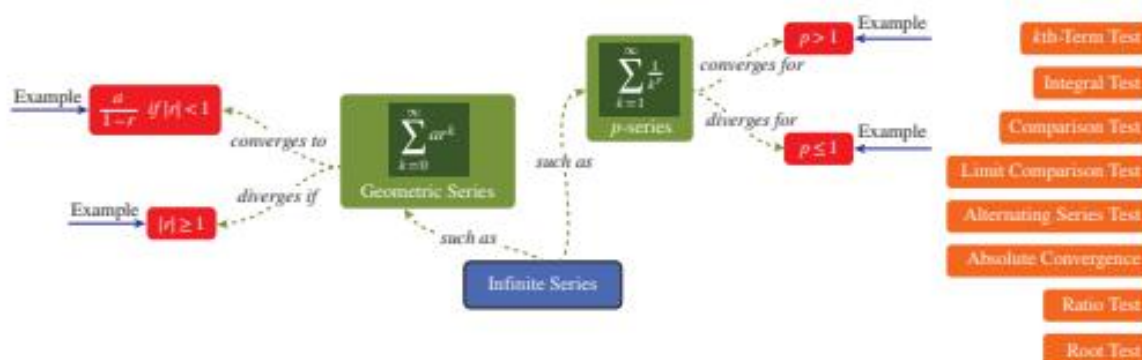 Example
a/(1−r) if |r| < 1
converges to
diverges if
Example
|r| ≥ 1
∞
∑ ar^k
k=0
Geometric Series
such as
such as
Infinite Series
∞
∑ 1/k^p
k=1
p-series
converges for
diverges for
p > 1
Example
p ≤ 1
Example
kth-Term Test
Integral Test
Comparison Test
Limit Comparison Test
Alternating Series Test
Absolute Convergence
Ratio Test
Root Test